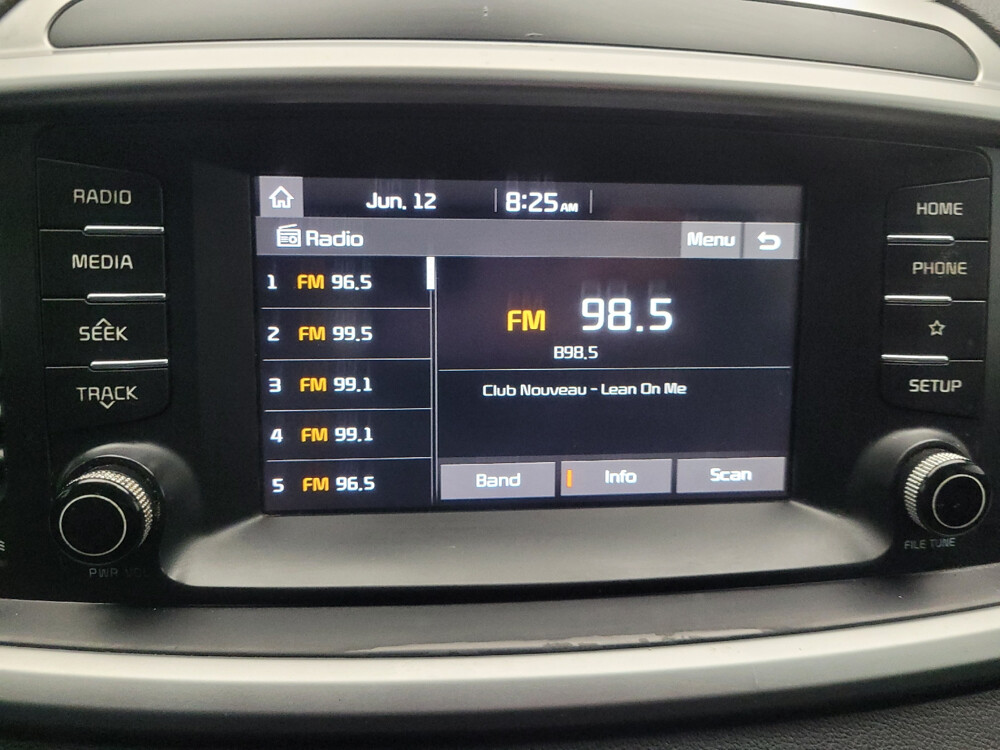 RADIO
MEDIA
SEEK
TRACK
PWR
Jun. 12
8:25 AM
Radio
Menu
1 FM 96.5
2 FM 99.5
3 FM 99.1
4 FM 99.1
5 FM 96.5
FM 98.5
B98.5
Club Nouveau - Lean On Me
Band
Info
Scan
HOME
PHONE
SETUP
FILE TUNE